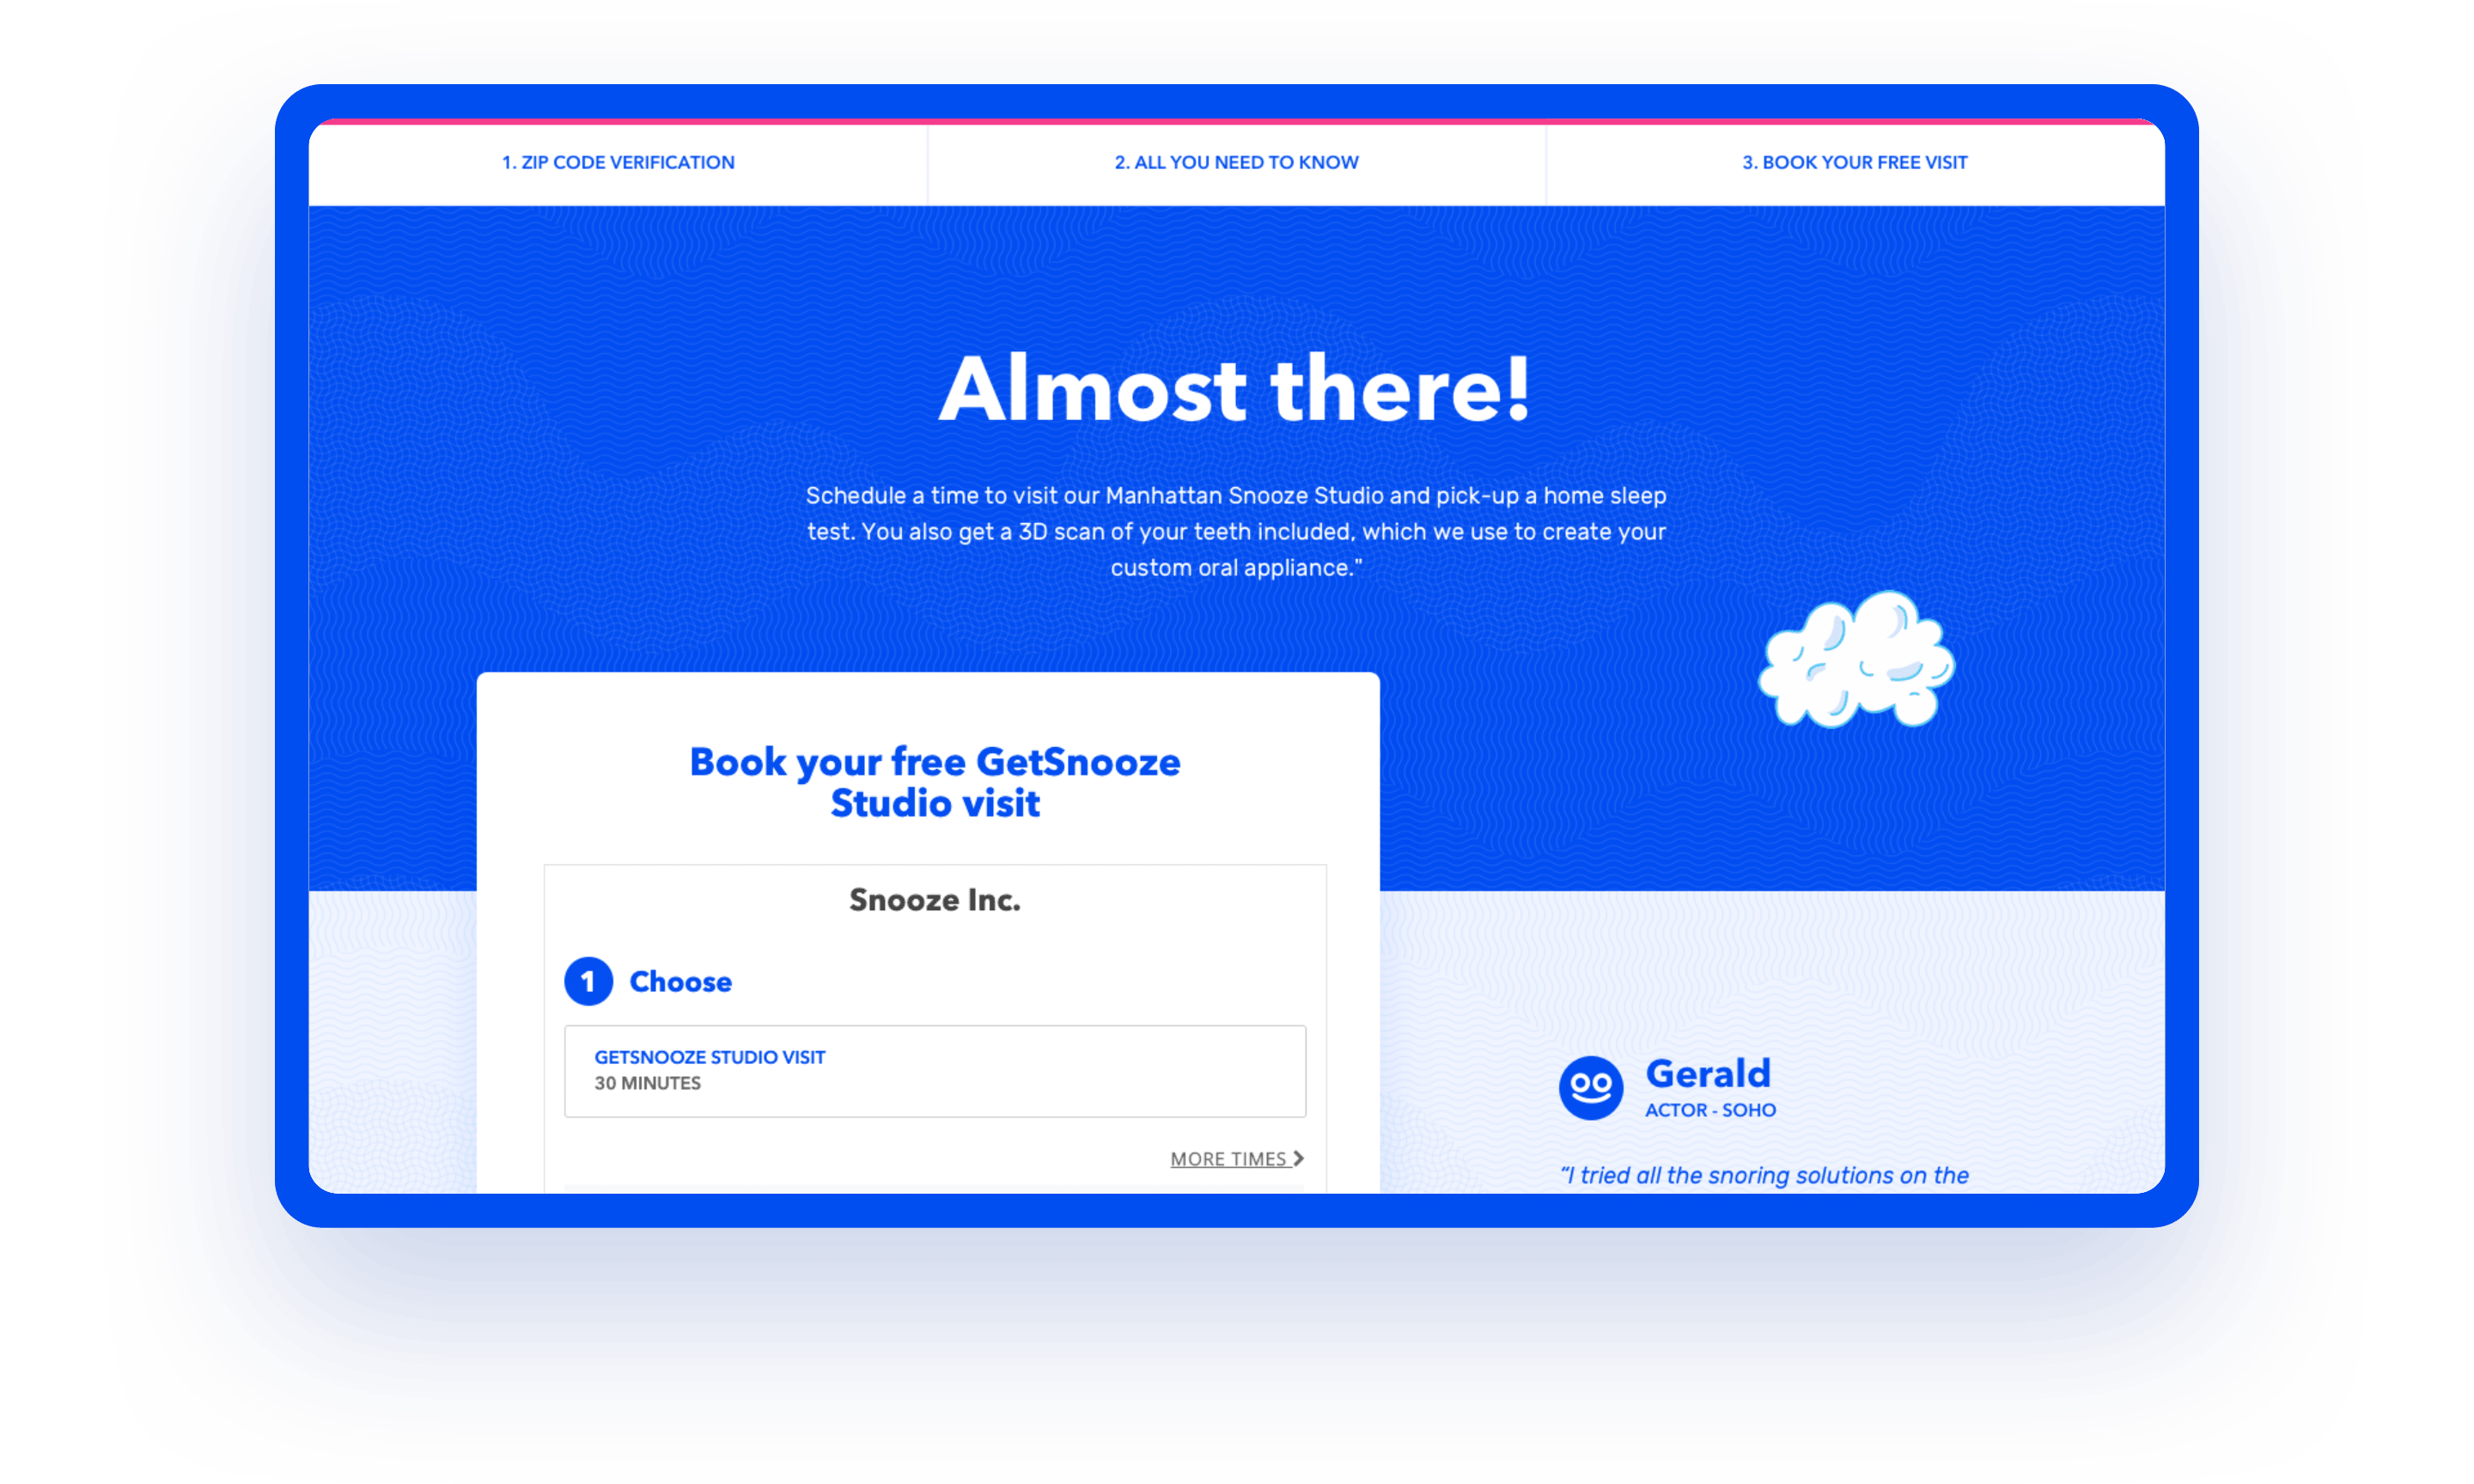 1. ZIP CODE VERIFICATION
2. ALL YOU NEED TO KNOW
3. BOOK YOUR FREE VISIT
Almost there!
Schedule a time to visit our Manhattan Snooze Studio and pick-up a home sleep
test. You also get a 3D scan of your teeth included, which we use to create your
custom oral appliance."
Book your free GetSnooze
Studio visit
Snooze Inc.
1 Choose
GETSNOOZE STUDIO VISIT
30 MINUTES
MORE TIMES
Gerald
ACTOR - SOHO
“I tried all the snoring solutions on the